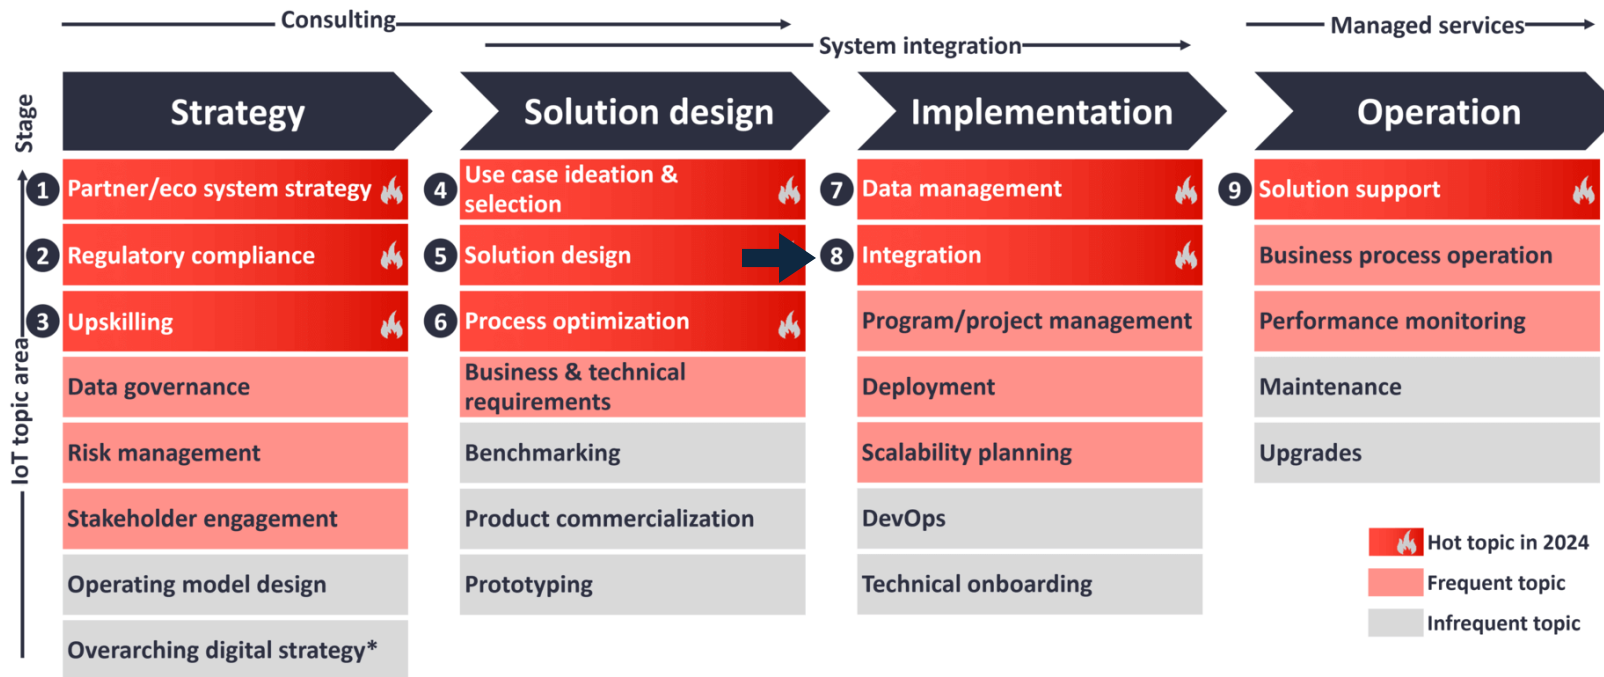 Consulting
System integration
Managed services
Stage
Strategy
Solution design
Implementation
Operation
IoT topic area
1 Partner/eco system strategy
2 Regulatory compliance
3 Upskilling
Data governance
Risk management
Stakeholder engagement
Operating model design
Overarching digital strategy*
4 Use case ideation &
selection
5 Solution design
6 Process optimization
Business & technical
requirements
Benchmarking
Product commercialization
Prototyping
7 Data management
8 Integration
Program/project management
Deployment
Scalability planning
DevOps
Technical onboarding
9 Solution support
Business process operation
Performance monitoring
Maintenance
Upgrades
Hot topic in 2024
Frequent topic
Infrequent topic